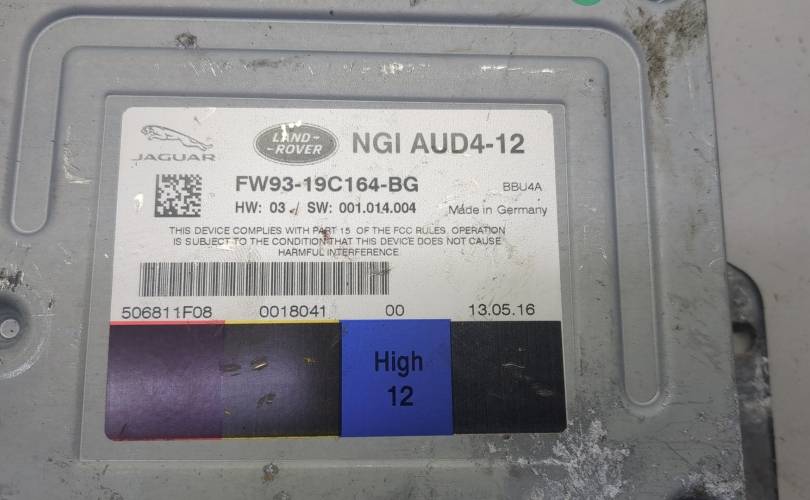 JAGUAR
LAND-
-ROVER
NGI AUD4-12
FW93-19C164-BG
BBU4A
HW: 03 / SW: 001.014.004
Made in Germany
THIS DEVICE COMPLIES WITH PART 15 OF THE FCC RULES. OPERATION
IS SUBJECT TO THE CONDITION THAT THIS DEVICE DOES NOT CAUSE
HARMFUL INTERFERENCE
506811F08 0018041 00 13.05.16
High
12